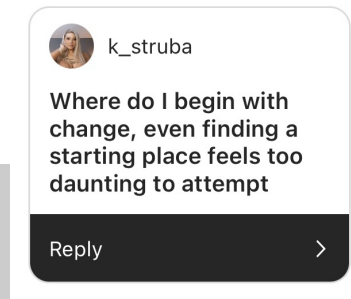 k_struba
Where do I begin with
change, even finding a
starting place feels too
daunting to attempt
Reply